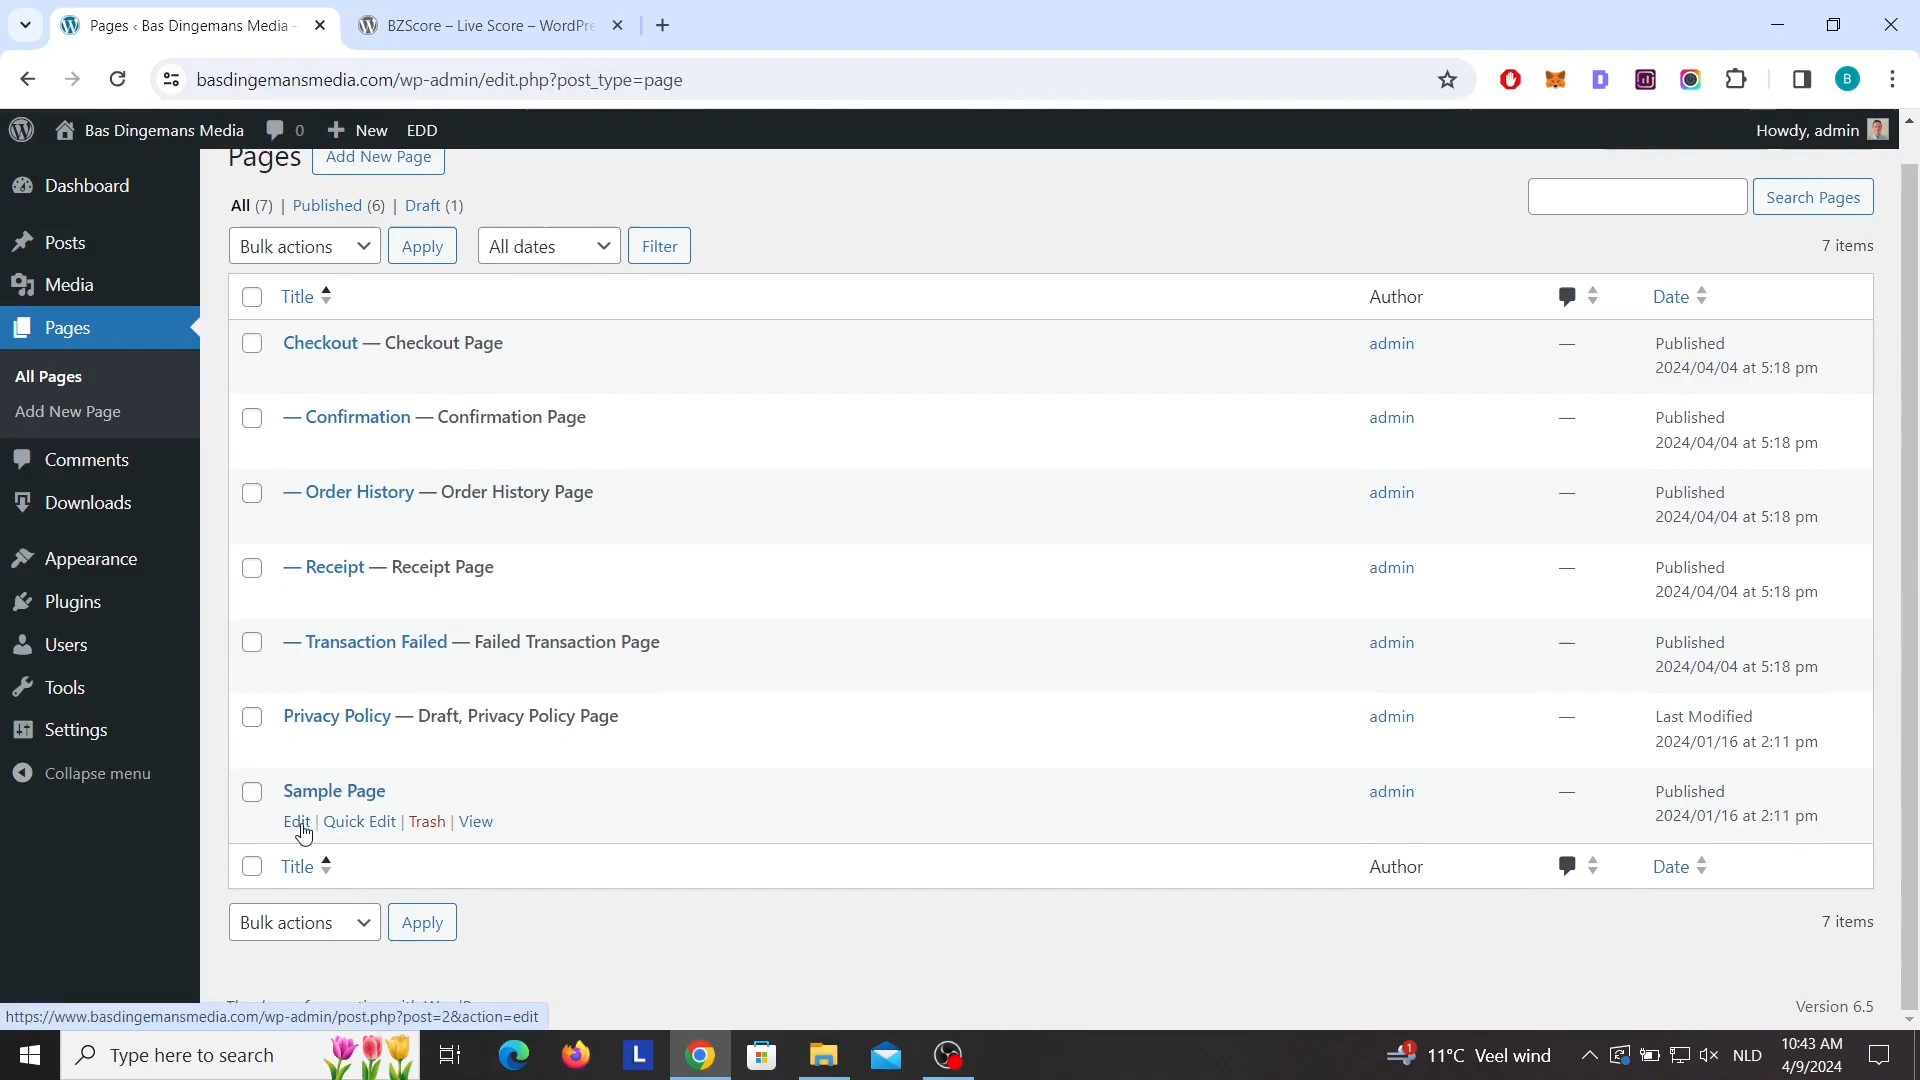 Pages ‹ Bas Dingemans Media –
BZScore – Live Score – WordPre
basdingemansmedia.com/wp-admin/edit.php?post_type=page
B
Bas Dingemans Media 0 New EDD
Howdy, admin
Pages Add New Page
Dashboard
Posts
Media
Pages
All Pages
Add New Page
Comments
Downloads
Appearance
Plugins
Users
Tools
Settings
Collapse menu
All (7) | Published (6) | Draft (1)
Search Pages
Bulk actions Apply All dates Filter
7 items
Title Author Date
Checkout — Checkout Page admin — Published
2024/04/04 at 5:18 pm
— Confirmation — Confirmation Page admin — Published
2024/04/04 at 5:18 pm
— Order History — Order History Page admin — Published
2024/04/04 at 5:18 pm
— Receipt — Receipt Page admin — Published
2024/04/04 at 5:18 pm
— Transaction Failed — Failed Transaction Page admin — Published
2024/04/04 at 5:18 pm
Privacy Policy — Draft, Privacy Policy Page admin — Last Modified
2024/01/16 at 2:11 pm
Sample Page admin — Published
Edit | Quick Edit | Trash | View 2024/01/16 at 2:11 pm
Title Author Date
Bulk actions Apply
7 items
Version 6.5
https://www.basdingemansmedia.com/wp-admin/post.php?post=2&action=edit
Type here to search
L
1
11°C Veel wind
NLD
10:43 AM
4/9/2024